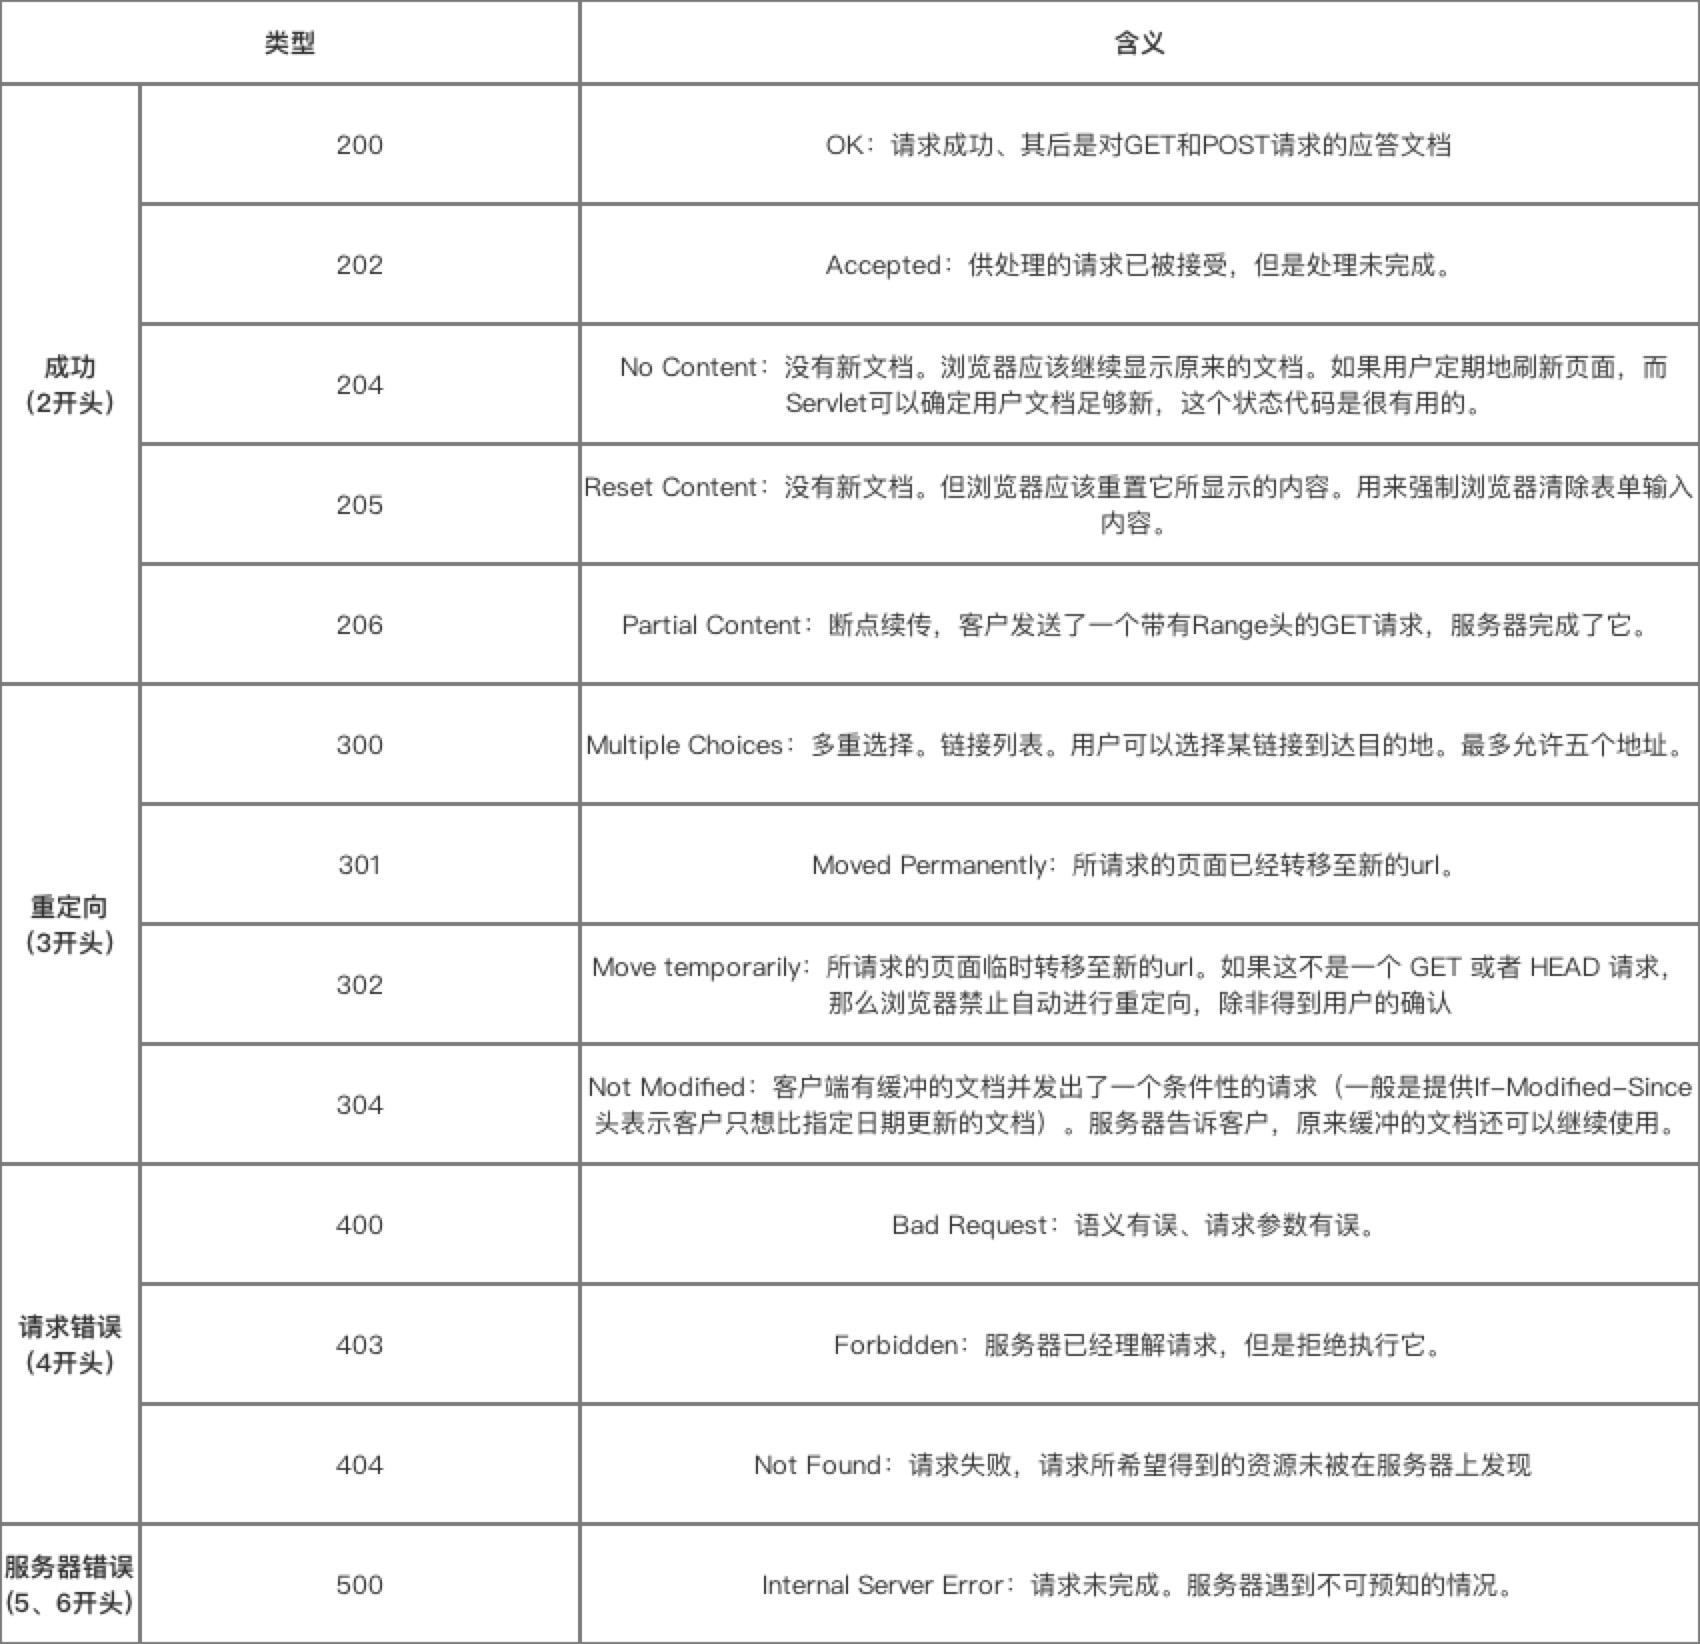 类型
含义
成功
(2开头)
200
OK：请求成功、其后是对GET和POST请求的应答文档
202
Accepted：供处理的请求已被接受，但是处理未完成。
204
No Content：没有新文档。浏览器应该继续显示原来的文档。如果用户定期地刷新页面，而
Servlet可以确定用户文档足够新，这个状态代码是很有用的。
205
Reset Content：没有新文档。但浏览器应该重置它所显示的内容。用来强制浏览器清除表单输入
内容。
206
Partial Content：断点续传，客户发送了一个带有Range头的GET请求，服务器完成了它。
重定向
(3开头)
300
Multiple Choices：多重选择。链接列表。用户可以选择某链接到达目的地。最多允许五个地址。
301
Moved Permanently：所请求的页面已经转移至新的url。
302
Move temporarily：所请求的页面临时转移至新的url。如果这不是一个 GET 或者 HEAD 请求，
那么浏览器禁止自动进行重定向，除非得到用户的确认
304
Not Modified：客户端有缓冲的文档并发出了一个条件性的请求（一般是提供If-Modified-Since
头表示客户只想比指定日期更新的文档）。服务器告诉客户，原来缓冲的文档还可以继续使用。
请求错误
(4开头)
400
Bad Request：语义有误、请求参数有误。
403
Forbidden：服务器已经理解请求，但是拒绝执行它。
404
Not Found：请求失败，请求所希望得到的资源未被在服务器上发现
服务器错误
(5、6开头)
500
Internal Server Error：请求未完成。服务器遇到不可预知的情况。